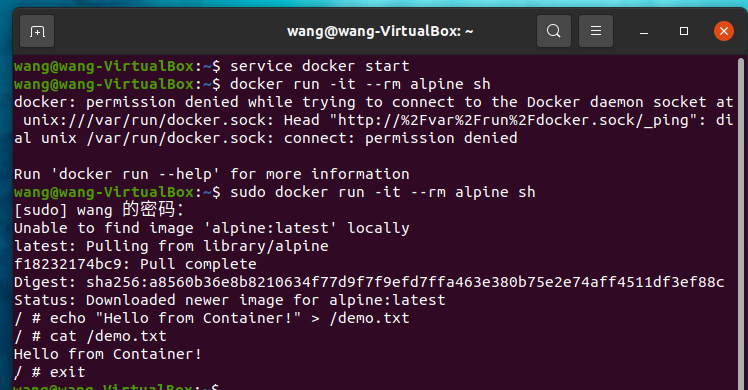 wang@wang-VirtualBox: ~
wang@wang-VirtualBox:~$ service docker start
wang@wang-VirtualBox:~$ docker run -it --rm alpine sh
docker: permission denied while trying to connect to the Docker daemon socket at
 unix:///var/run/docker.sock: Head "http://%2Fvar%2Frun%2Fdocker.sock/_ping": di
al unix /var/run/docker.sock: connect: permission denied
Run 'docker run --help' for more information
wang@wang-VirtualBox:~$ sudo docker run -it --rm alpine sh
[sudo] wang 的密码：
Unable to find image 'alpine:latest' locally
latest: Pulling from library/alpine
f18232174bc9: Pull complete
Digest: sha256:a8560b36e8b8210634f77d9f7f9efd7ffa463e380b75e2e74aff4511df3ef88c
Status: Downloaded newer image for alpine:latest
/ # echo "Hello from Container!" > /demo.txt
/ # cat /demo.txt
Hello from Container!
/ # exit
wang@wang-VirtualBox:~$